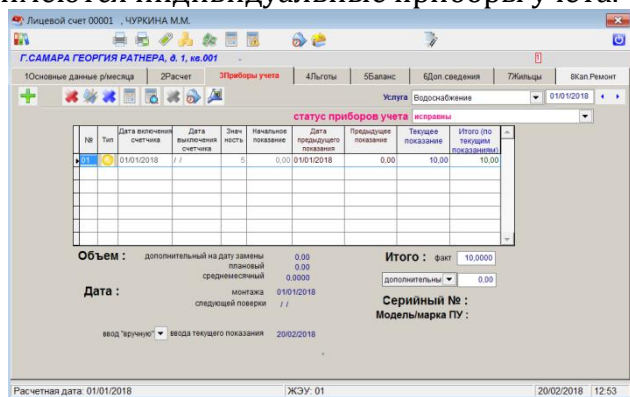 имеются индивидуальные приборы учета.
Лицевой счет 00001 , ЧУРКИНА М.М.
Г.САМАРА ГЕОРГИЯ РАТНЕРА, д. 1, кв.001
1
1Основные данные р/месяца 2Расчет 3Приборы учета 4Льготы 5Баланс 6Доп.сведения 7Жильцы 8Кап.Ремонт
Услуга Водоснабжение 01/01/2018
статус приборов учета исправны
№ Тип Дата включения счетчика Дата выключения счетчика Знач ность Начальное показание Дата предыдущего показания Предыдущее показание Текущее показание Итого (по текущим показаниям)
01 01/01/2018 / / 5 0,00 01/01/2018 0.00 10,00 10,00
Объем : дополнительный на дату замены 0.00 Итого : факт 10,0000
плановый 0.00
среднемесячный 0,0000 дополнительны 0.00
Дата : монтажа 01/01/2018
следующей поверки / /
Серийный № :
Модель/марка ПУ :
ввод "вручную" ввода текущего показания 20/02/2018
Расчетная дата: 01/01/2018 ЖЭУ: 01 20/02/2018 12:53